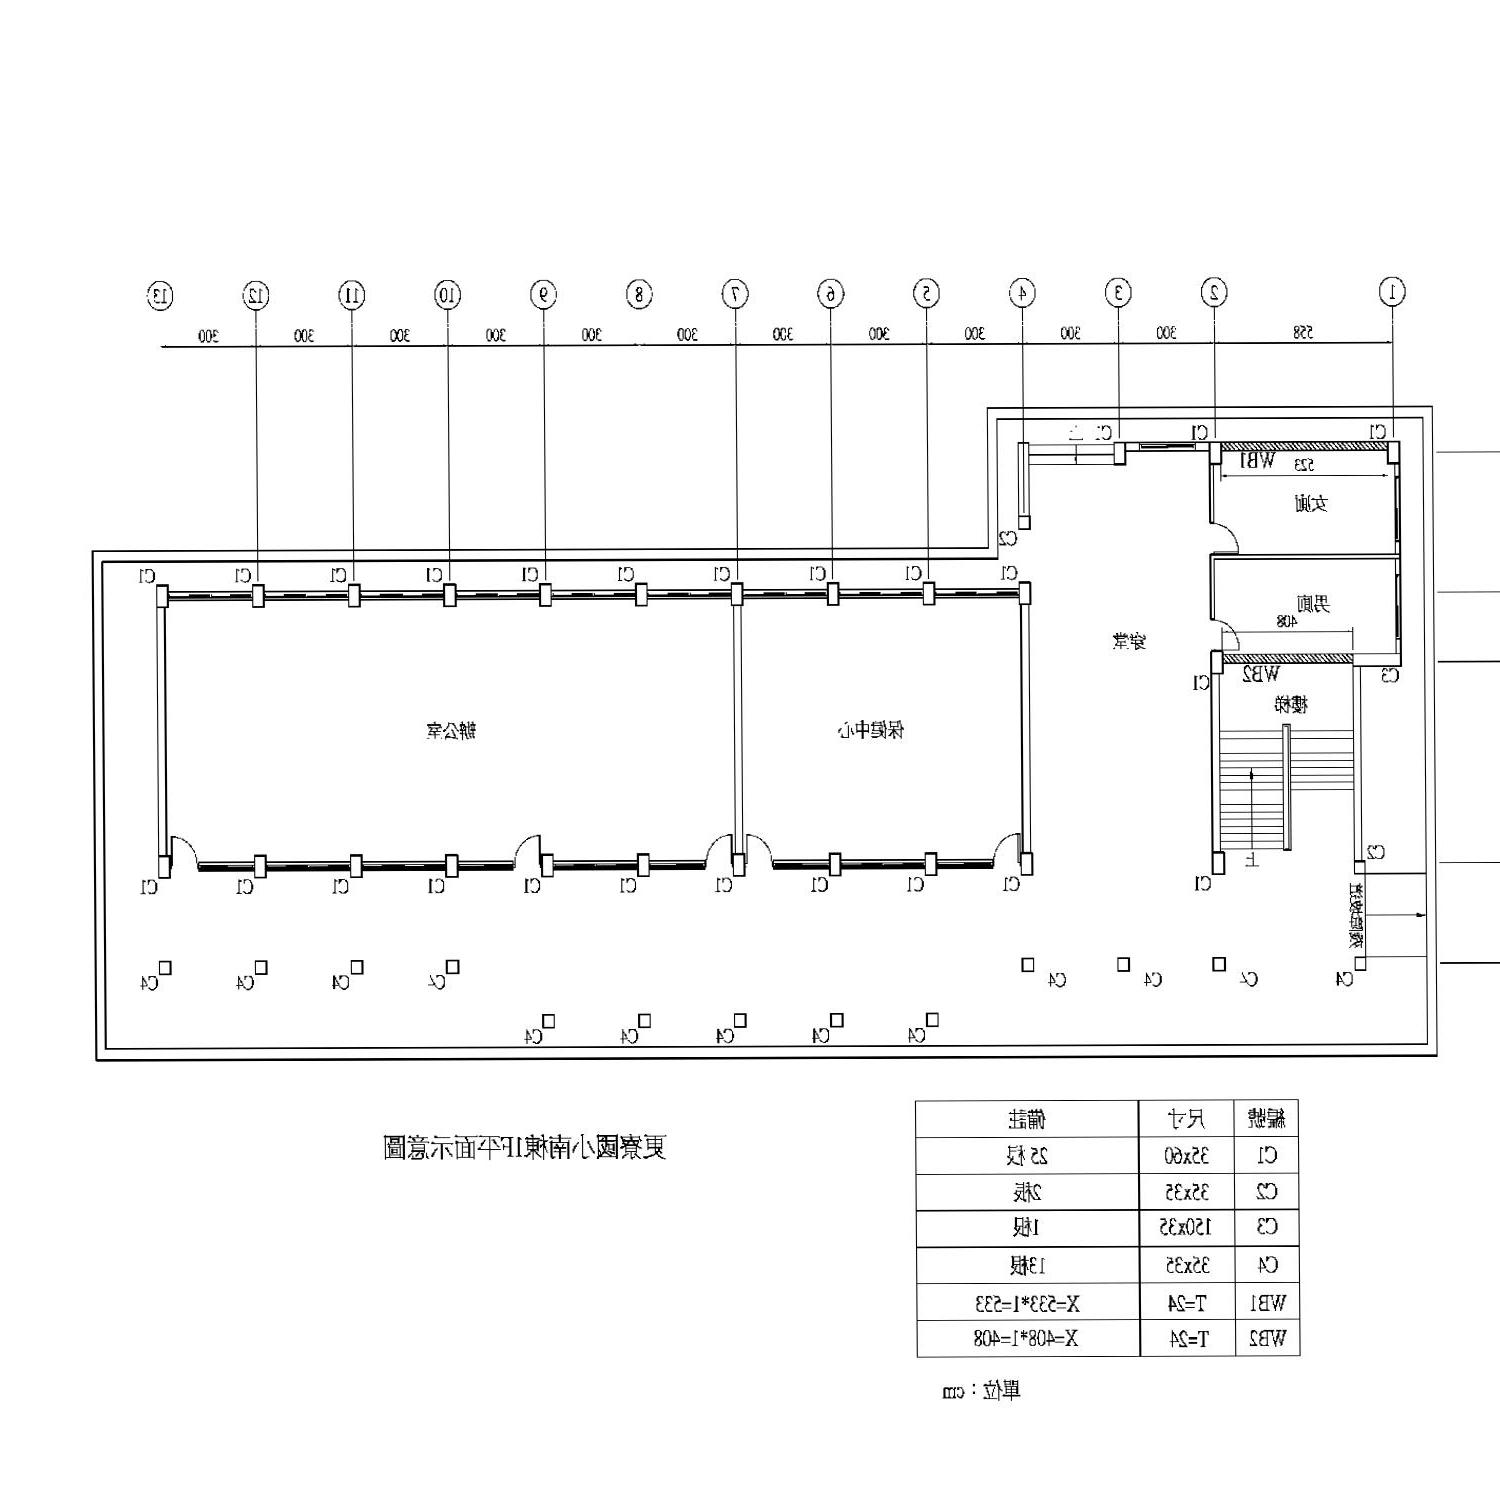 1 2 3 4 5 6 7 8 9 10 11 12 13
558 300 300 300 300 300 300 300 300 300 300 300
C1 C1 C1
WB1 523
女廁
C2
C1 C1 C1 C1 C1 C1 C1 C1 C1 C1
男廁
408
穿堂
C3 WB2 C1
樓梯
保健中心 辦公室
C2 上
C1 C1 C1 C1 C1 C1 C1 C1 C1 C1 C1
C4 C4 C4 C4 C4 C4 C4 C4
C4 C4 C4 C4 C4
編號 尺寸 備註
C1 35x60 25根
C2 35x35 2根
C3 150x35 1根
C4 35x35 13根
WB1 T=24 X=533*1=533
WB2 T=24 X=408*1=408
單位：cm
更寮國小南棟1F平面示意圖